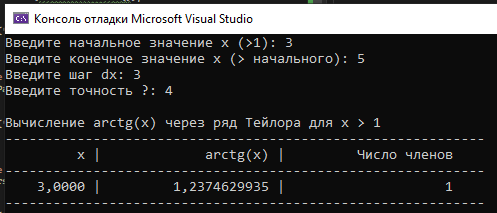 Консоль отладки Microsoft Visual Studio
Введите начальное значение x (>1): 3
Введите конечное значение x (> начального): 5
Введите шаг dx: 3
Введите точность ?: 4
Вычисление arctg(x) через ряд Тейлора для x > 1
------------------------------------------------------------
x | arctg(x) | Число членов
------------------------------------------------------------
3,0000 | 1,2374629935 | 1
------------------------------------------------------------